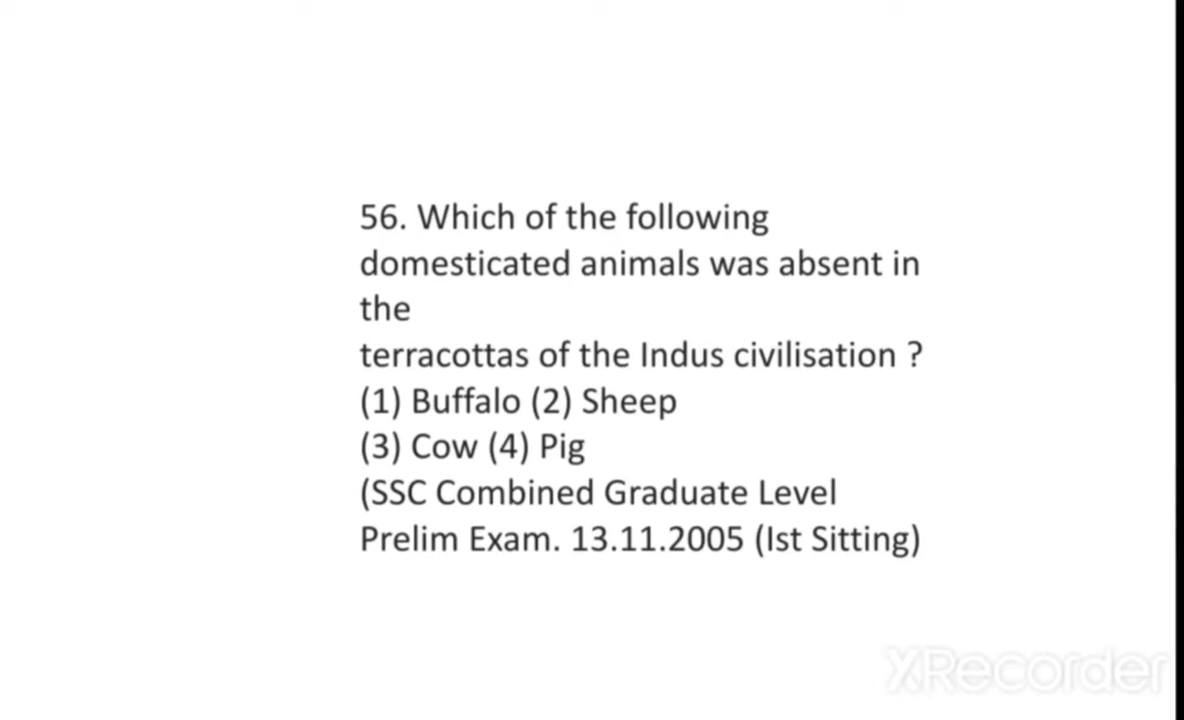 56. Which of the following
domesticated animals was absent in
the
terracottas of the Indus civilisation ?
(1) Buffalo (2) Sheep
(3) Cow (4) Pig
(SSC Combined Graduate Level
Prelim Exam. 13.11.2005 (Ist Sitting)
XRecorder